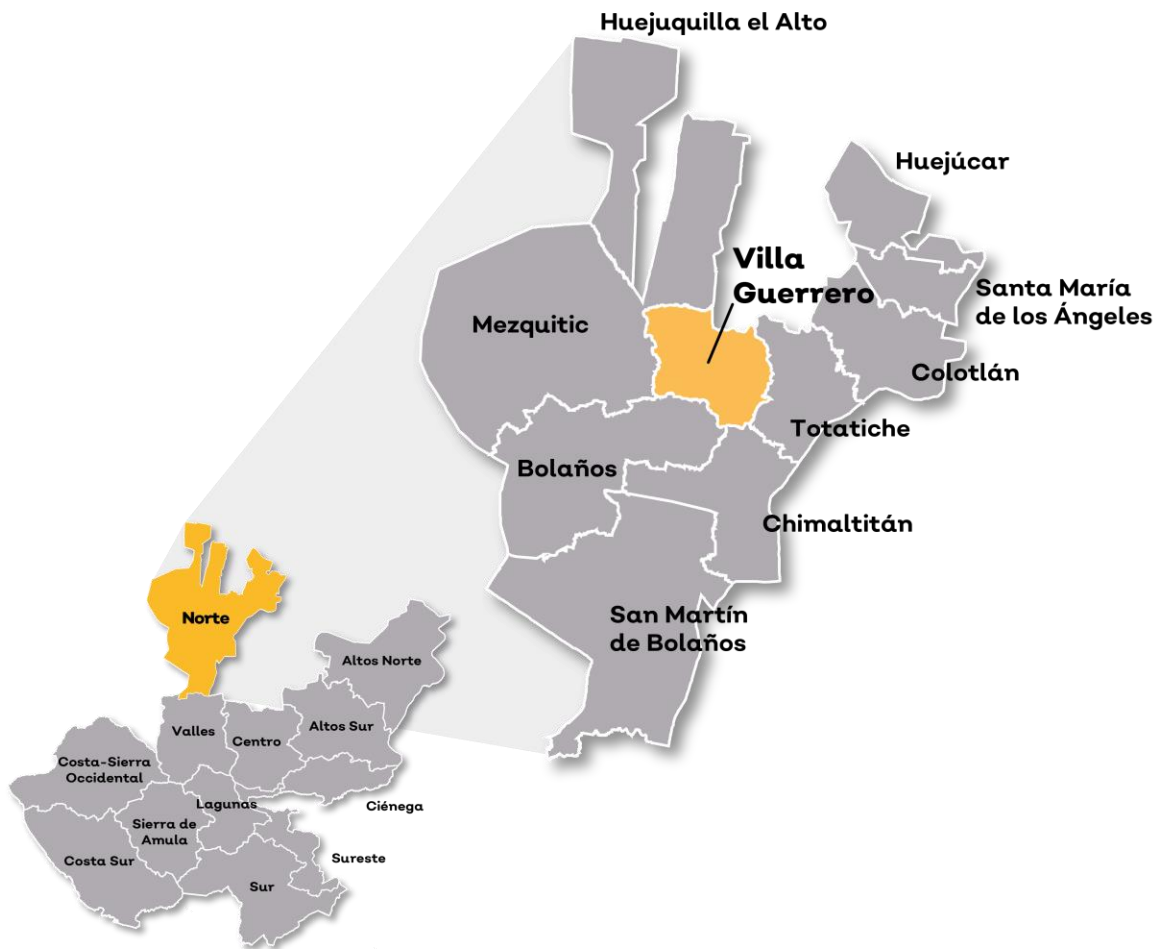 Huejuquilla el Alto
Huejúcar
Villa
Guerrero
Santa María
de los Ángeles
Mezquitic
Colotlán
Totatiche
Bolaños
Chimaltitán
San Martín
de Bolaños
Norte
Altos Norte
Altos Sur
Valles
Centro
Costa-Sierra
Occidental
Lagunas
Ciénega
Sierra de
Amula
Costa Sur
Sureste
Sur